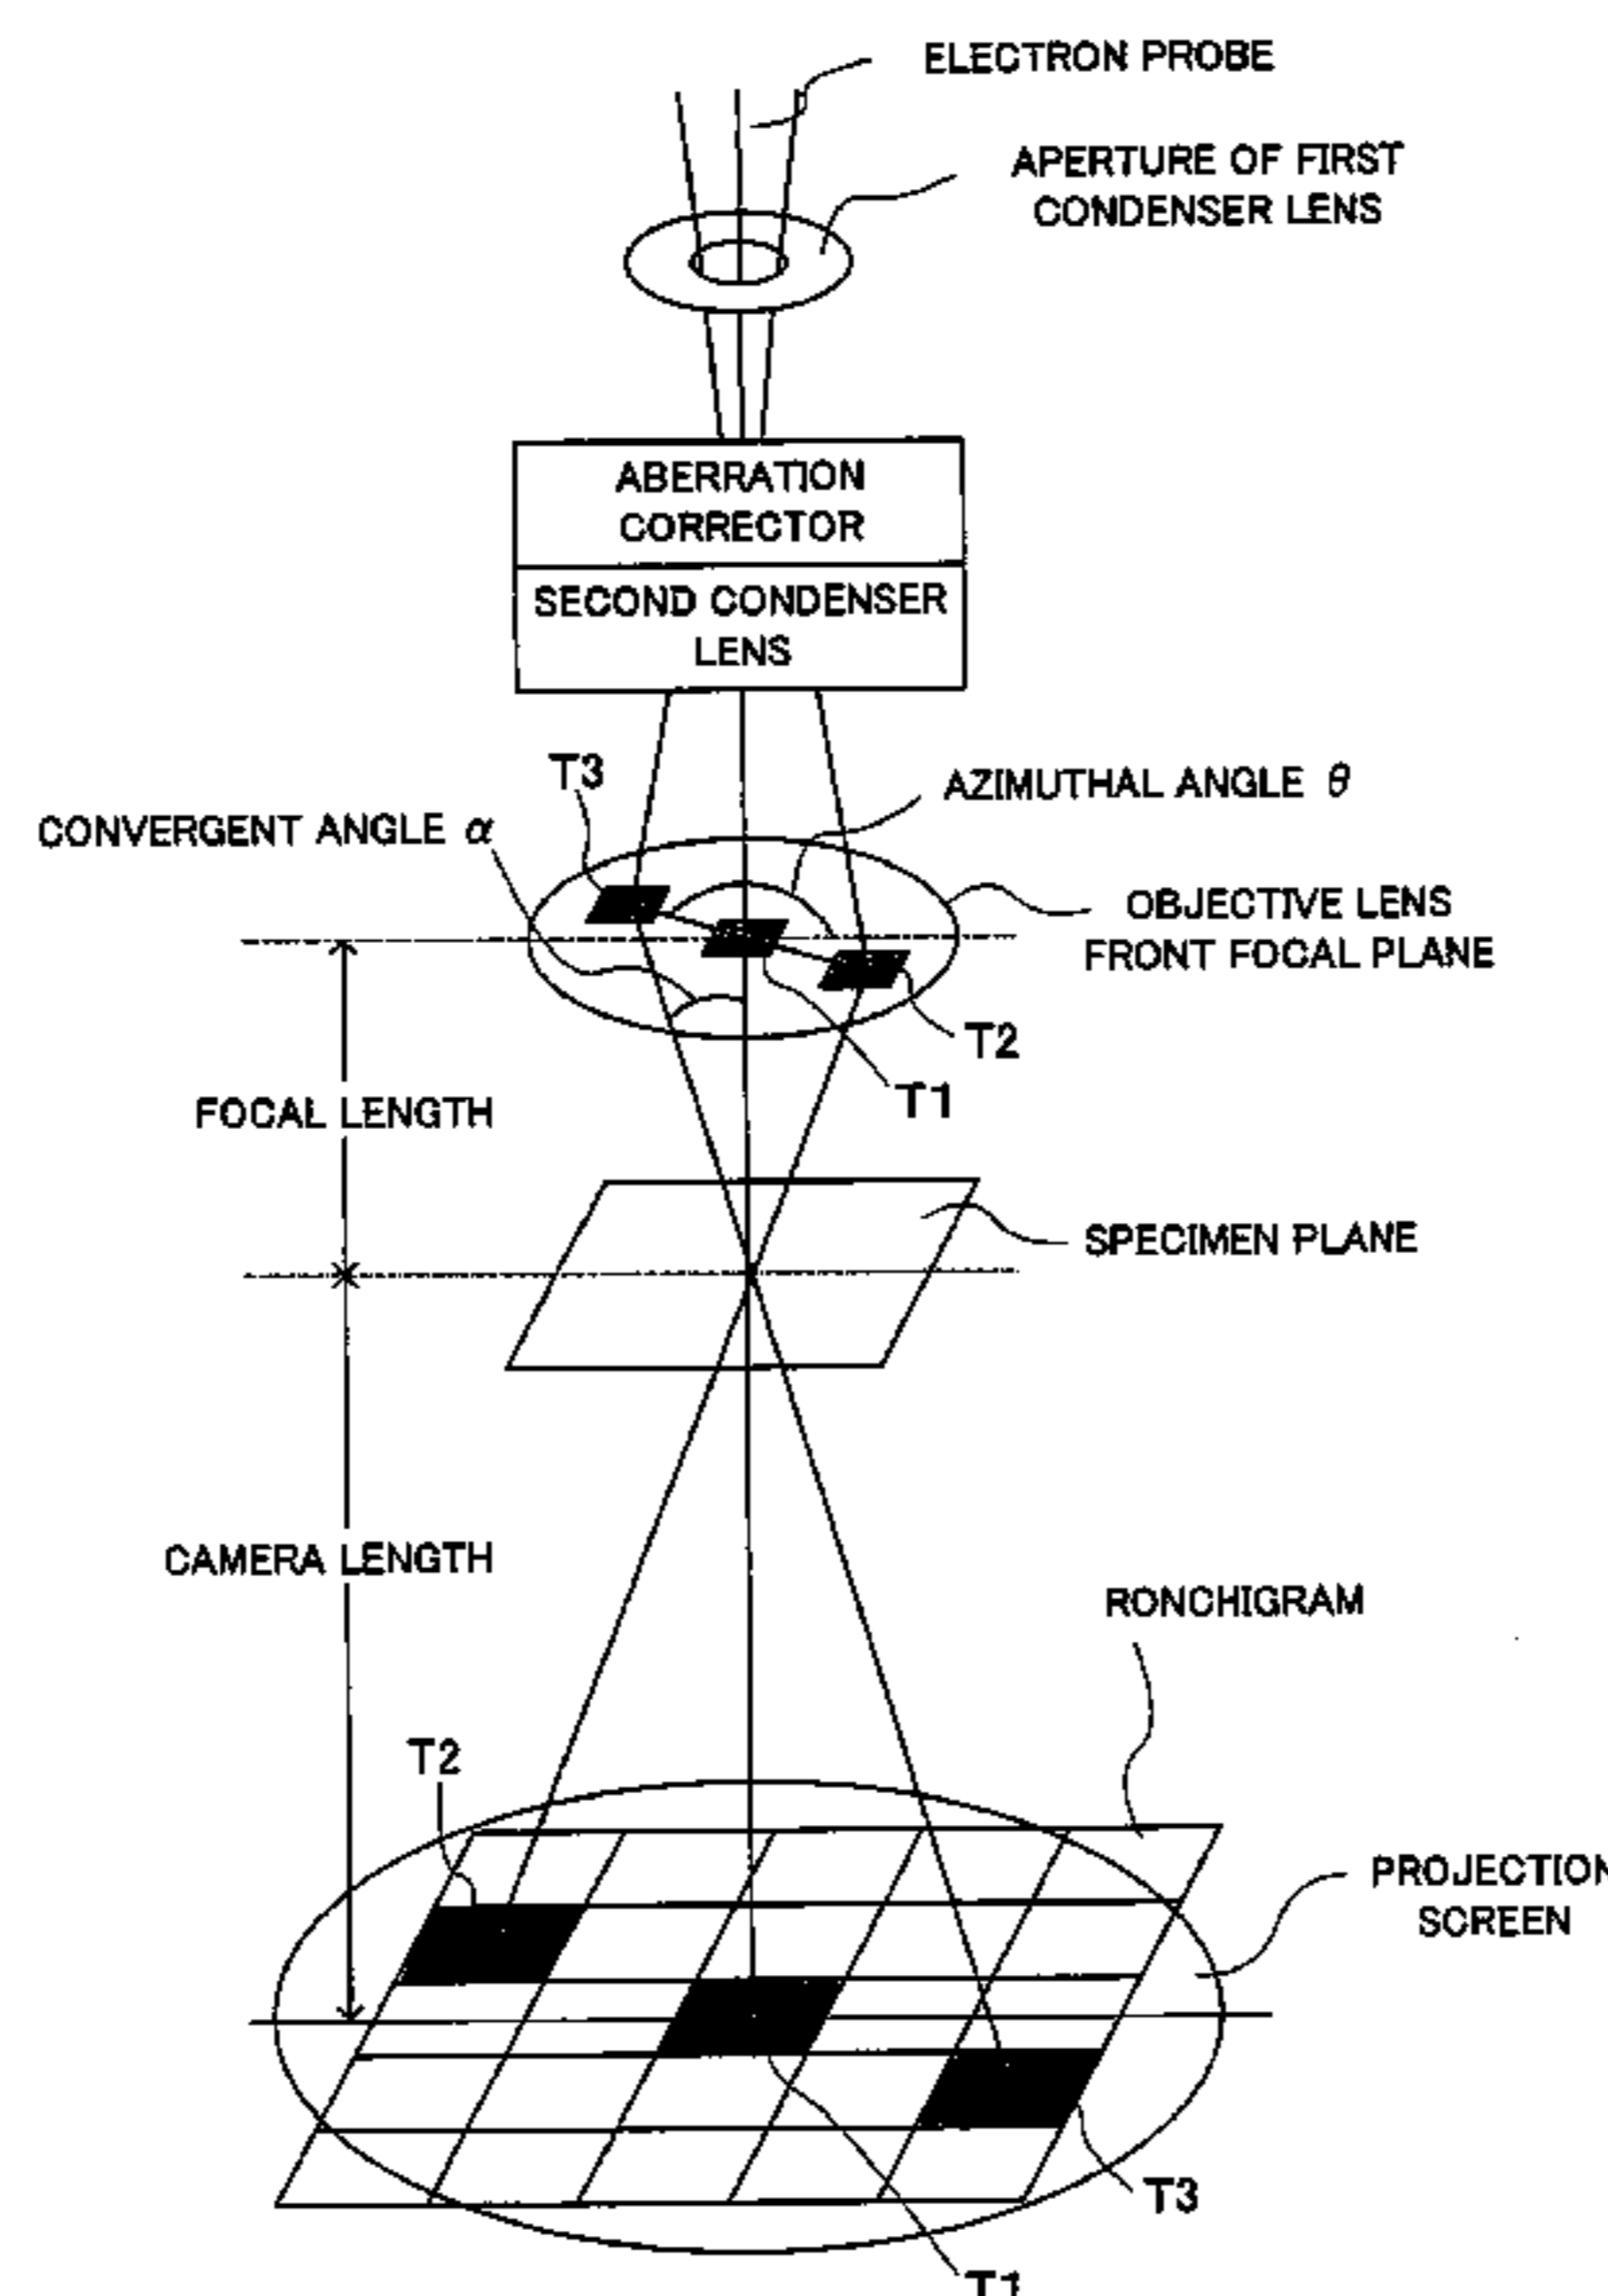 ELECTRON PROBE
APERTURE OF FIRST
CONDENSER LENS
ABERRATION
CORRECTOR
SECOND CONDENSER
LENS
T3
AZIMUTHAL ANGLE θ
CONVERGENT ANGLE α
OBJECTIVE LENS
FRONT FOCAL PLANE
T2
T1
FOCAL LENGTH
SPECIMEN PLANE
CAMERA LENGTH
RONCHIGRAM
T2
PROJECTION
SCREEN
T3
T1